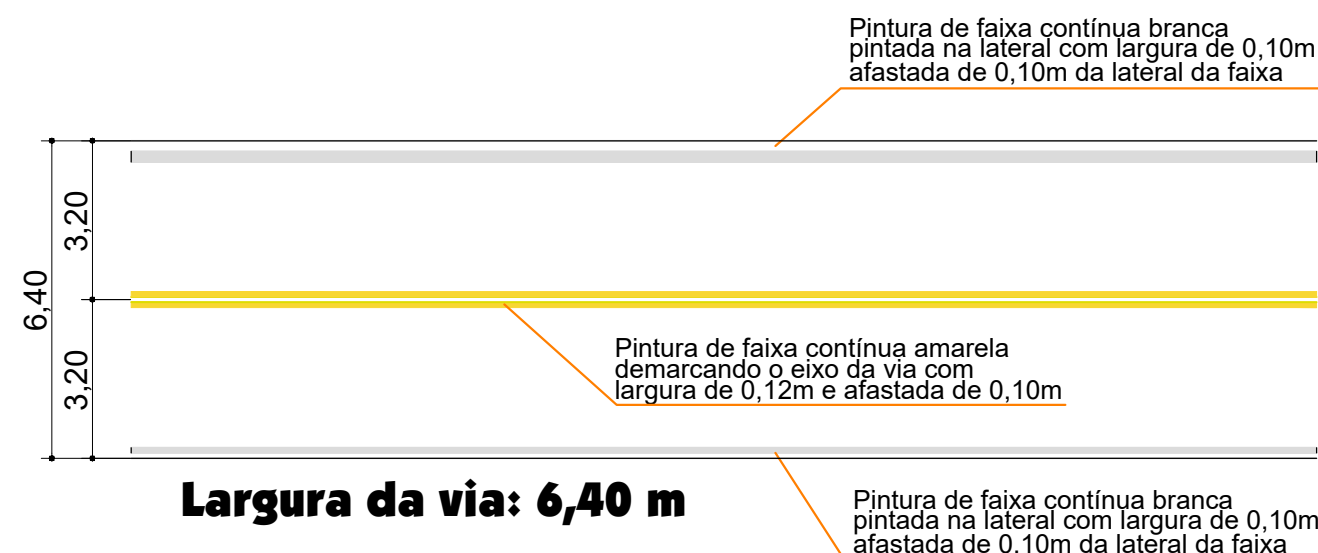 Pintura de faixa contínua branca
pintada na lateral com largura de 0,10m
afastada de 0,10m da lateral da faixa
3,20
6,40
3,20
Pintura de faixa contínua amarela
demarcando o eixo da via com
largura de 0,12m e afastada de 0,10m
Largura da via: 6,40 m
Pintura de faixa contínua branca
pintada na lateral com largura de 0,10m
afastada de 0,10m da lateral da faixa